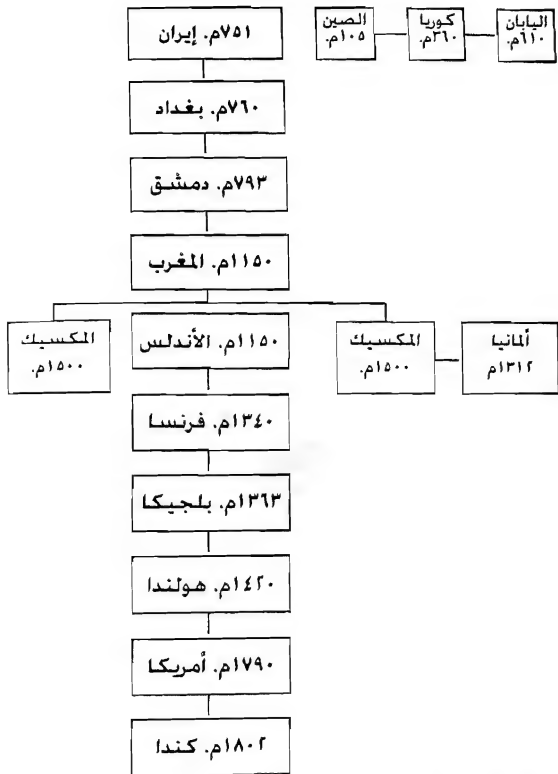 ٧٥١م. إيران
الصين
١٠٥م.
كوريا
٣٦٠م.
اليابان
٦١٠م.
٧٦٠م. بغداد
٧٩٣م. دمشق
١١٥٠م. المغرب
المكسيك
١٥٠٠م.
١١٥٠م. الأندلس
المكسيك
١٥٠٠م.
ألمانيا
١٣١٢م
١٣٤٠م. فرنسا
١٣٦٣م. بلجيكا
١٤٢٠م. هولندا
١٧٩٠م. أمريكا
١٨٠٢م. كندا